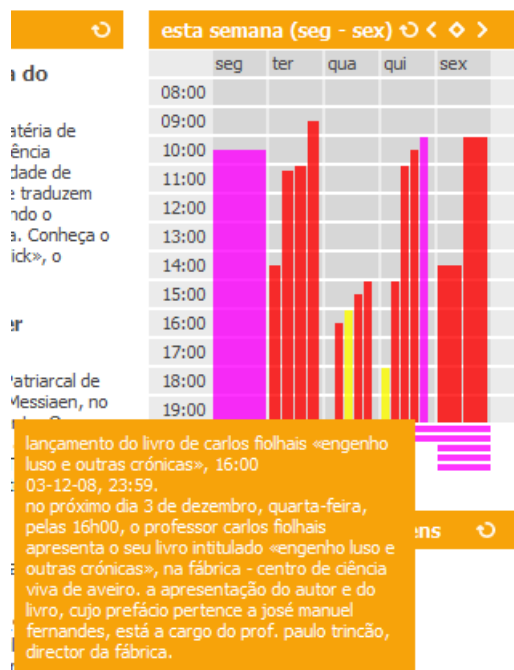 esta semana (seg - sex)
seg ter qua qui sex
08:00
09:00
10:00
11:00
12:00
13:00
14:00
15:00
16:00
17:00
18:00
19:00
do
de
dade de
traduzem
ndo o
. Conheça o
ick», o
er
atriarcal de
Messiaen, no
lançamento do livro de carlos fiolhais «engenho
luso e outras crónicas», 16:00
03-12-08, 23:59.
no próximo dia 3 de dezembro, quarta-feira,
pelas 16h00, o professor carlos fiolhais
apresenta o seu livro intitulado «engenho luso e
outras crónicas», na fábrica - centro de ciência
viva de aveiro. a apresentação do autor e do
livro, cujo prefácio pertence a josé manuel
fernandes, está a cargo do prof. paulo trincão,
director da fábrica.
ens